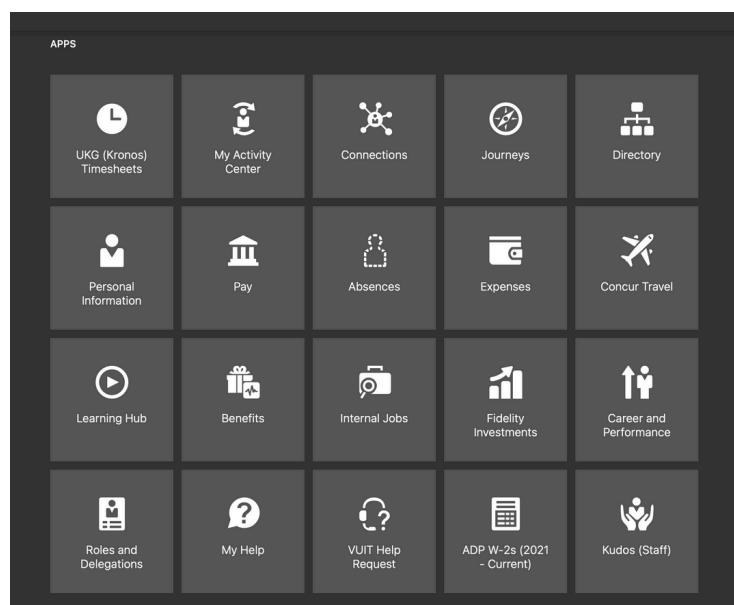 APPS
UKG (Kronos)
Timesheets
My Activity
Center
Connections
Journeys
Directory
Personal
Information
Pay
Absences
Expenses
Concur Travel
Learning Hub
Benefits
Internal Jobs
Fidelity
Investments
Career and
Performance
Roles and
Delegations
My Help
VUIT Help
Request
ADP W-2s (2021
- Current)
Kudos (Staff)